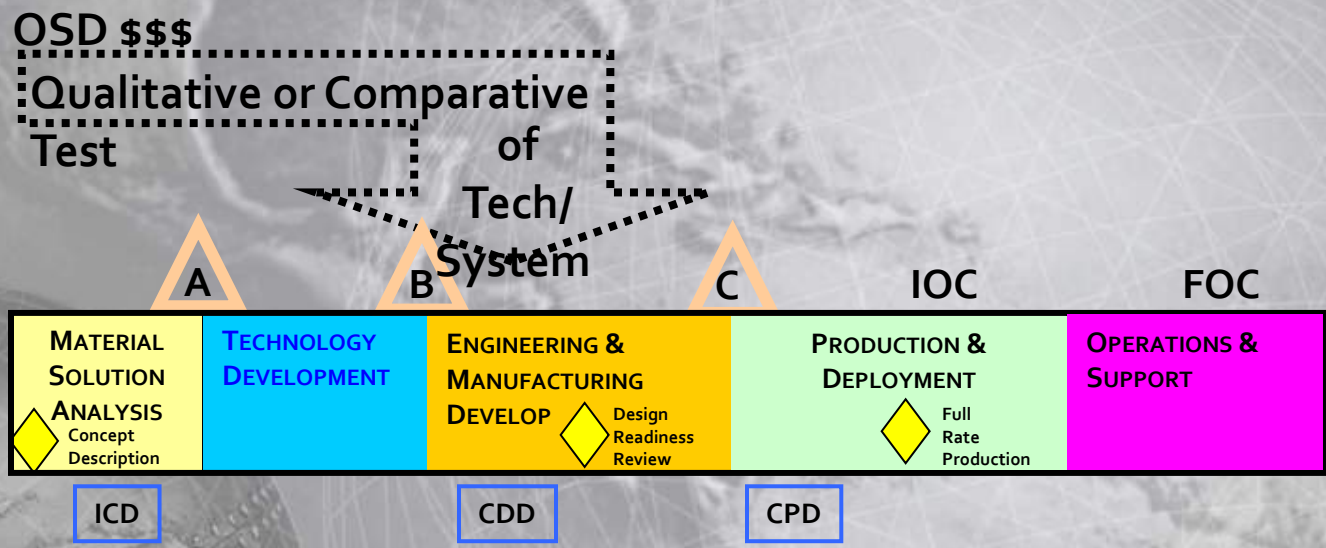 OSD $$$
Qualitative or Comparative
Test
of
Tech/
System
A
B
C
IOC
FOC
MATERIAL
SOLUTION
ANALYSIS
Concept
Description
TECHNOLOGY
DEVELOPMENT
ENGINEERING &
MANUFACTURING
DEVELOP
Design
Readiness
Review
PRODUCTION &
DEPLOYMENT
Full
Rate
Production
OPERATIONS &
SUPPORT
ICD
CDD
CPD